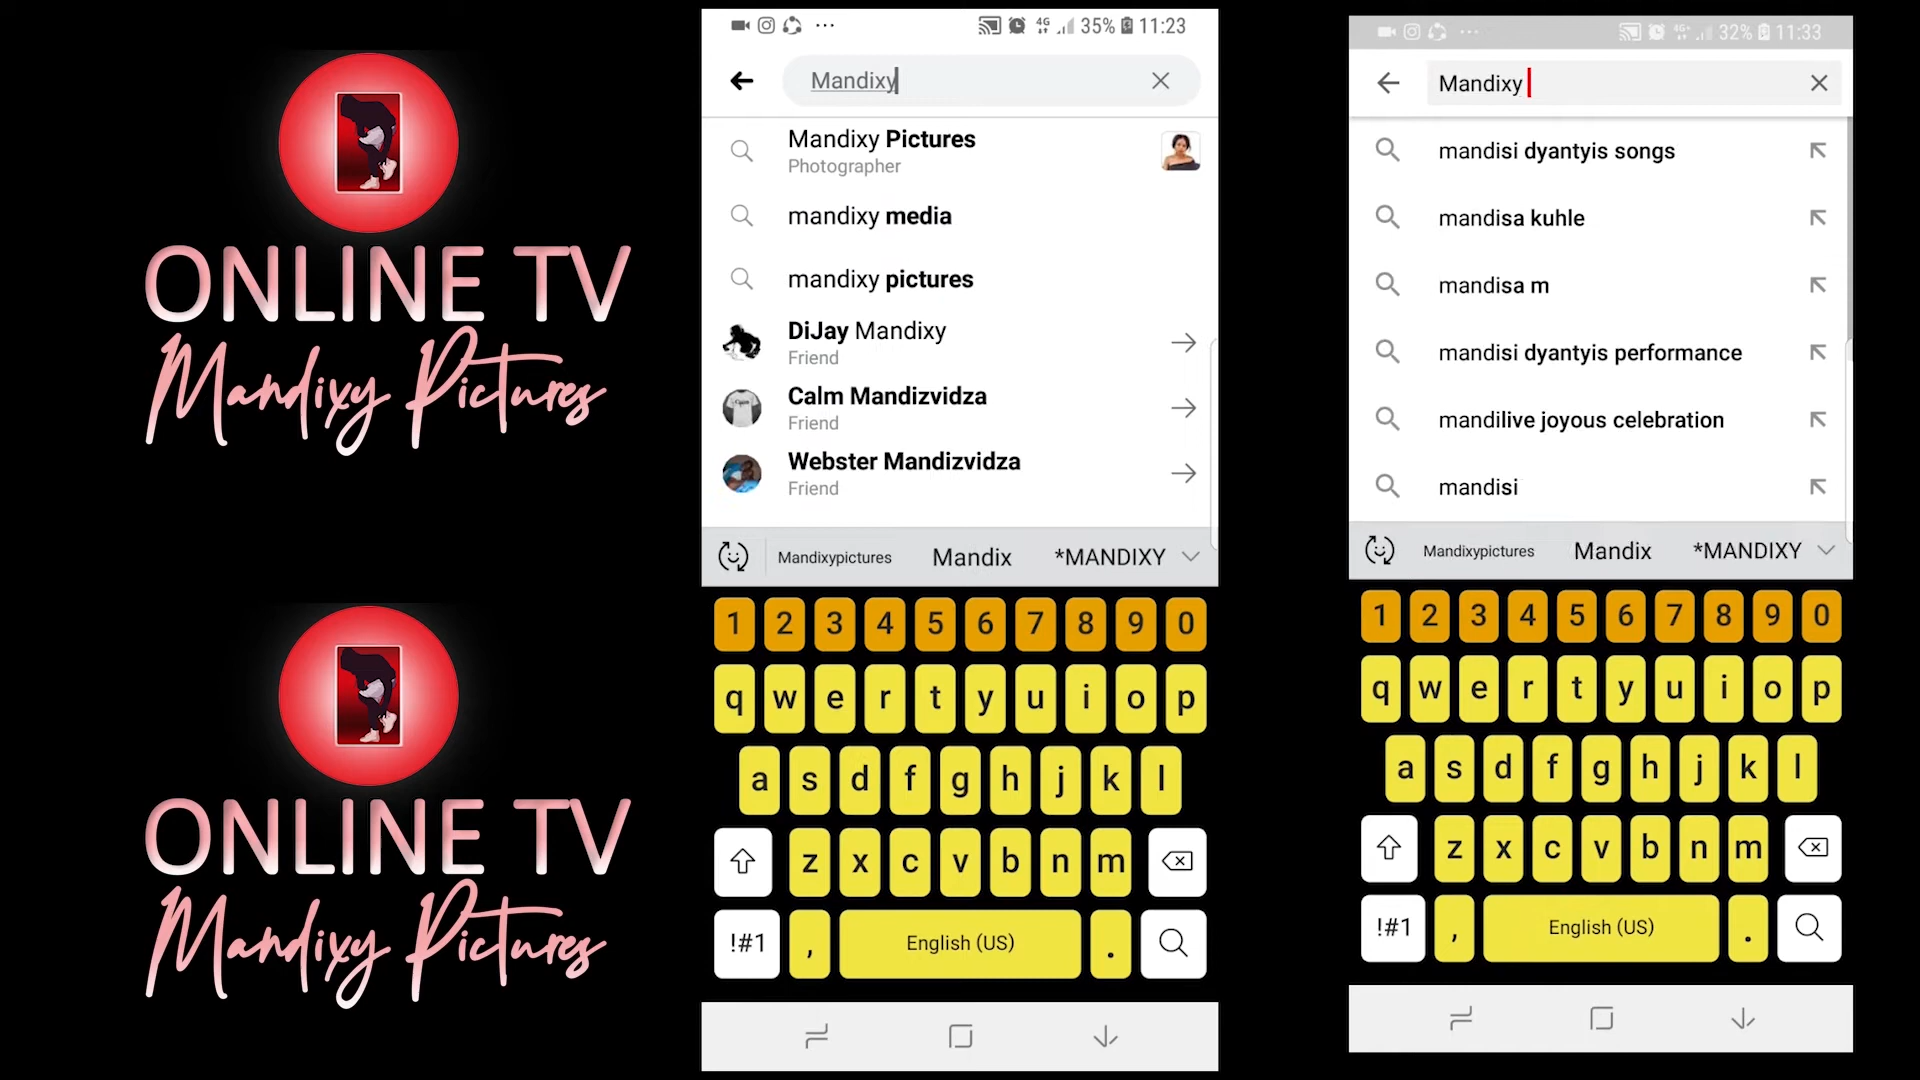 ONLINE TV
Mandixy Pictures
ONLINE TV
Mandixy Pictures
4G 35% 11:23
Mandixy
Mandixy Pictures
Photographer
mandixy media
mandixy pictures
DiJay Mandixy
Friend
Calm Mandizvidza
Friend
Webster Mandizvidza
Friend
Mandixypictures Mandix *MANDIXY
1 2 3 4 5 6 7 8 9 0
q w e r t y u i o p
a s d f g h j k l
z x c v b n m
!#1 , English (US) .
4G+ 32% 11:33
Mandixy
mandisi dyantyis songs
mandisa kuhle
mandisa m
mandisi dyantyis performance
mandilive joyous celebration
mandisi
Mandixypictures Mandix *MANDIXY
1 2 3 4 5 6 7 8 9 0
q w e r t y u i o p
a s d f g h j k l
z x c v b n m
!#1 , English (US) .